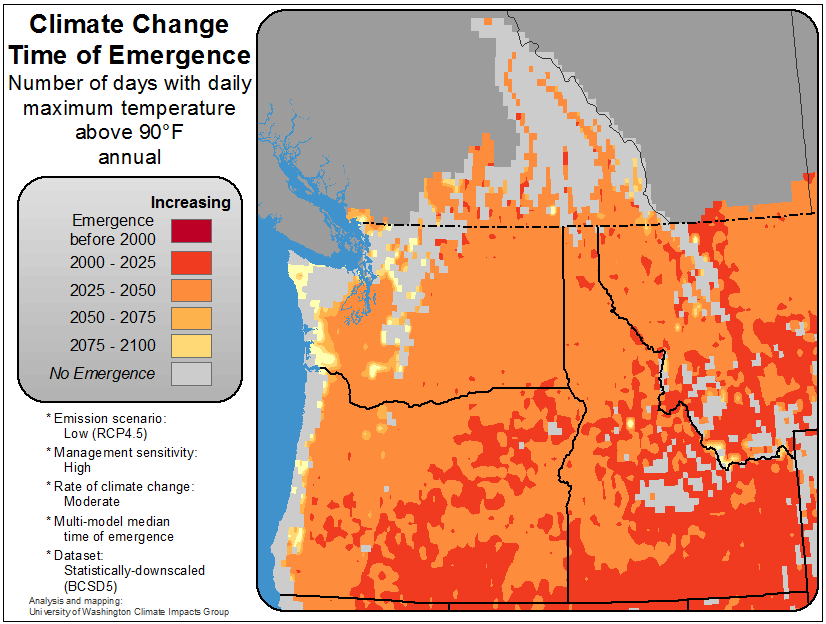 Climate Change
Time of Emergence
Number of days with daily
maximum temperature
above 90°F
annual
Increasing
Emergence
before 2000
2000 - 2025
2025 - 2050
2050 - 2075
2075 - 2100
No Emergence
* Emission scenario:
Low (RCP4.5)
* Management sensitivity:
High
* Rate of climate change:
Moderate
* Multi-model median
time of emergence
* Dataset:
Statistically-downscaled
(BCSD5)
Analysis and mapping:
University of Washington Climate Impacts Group